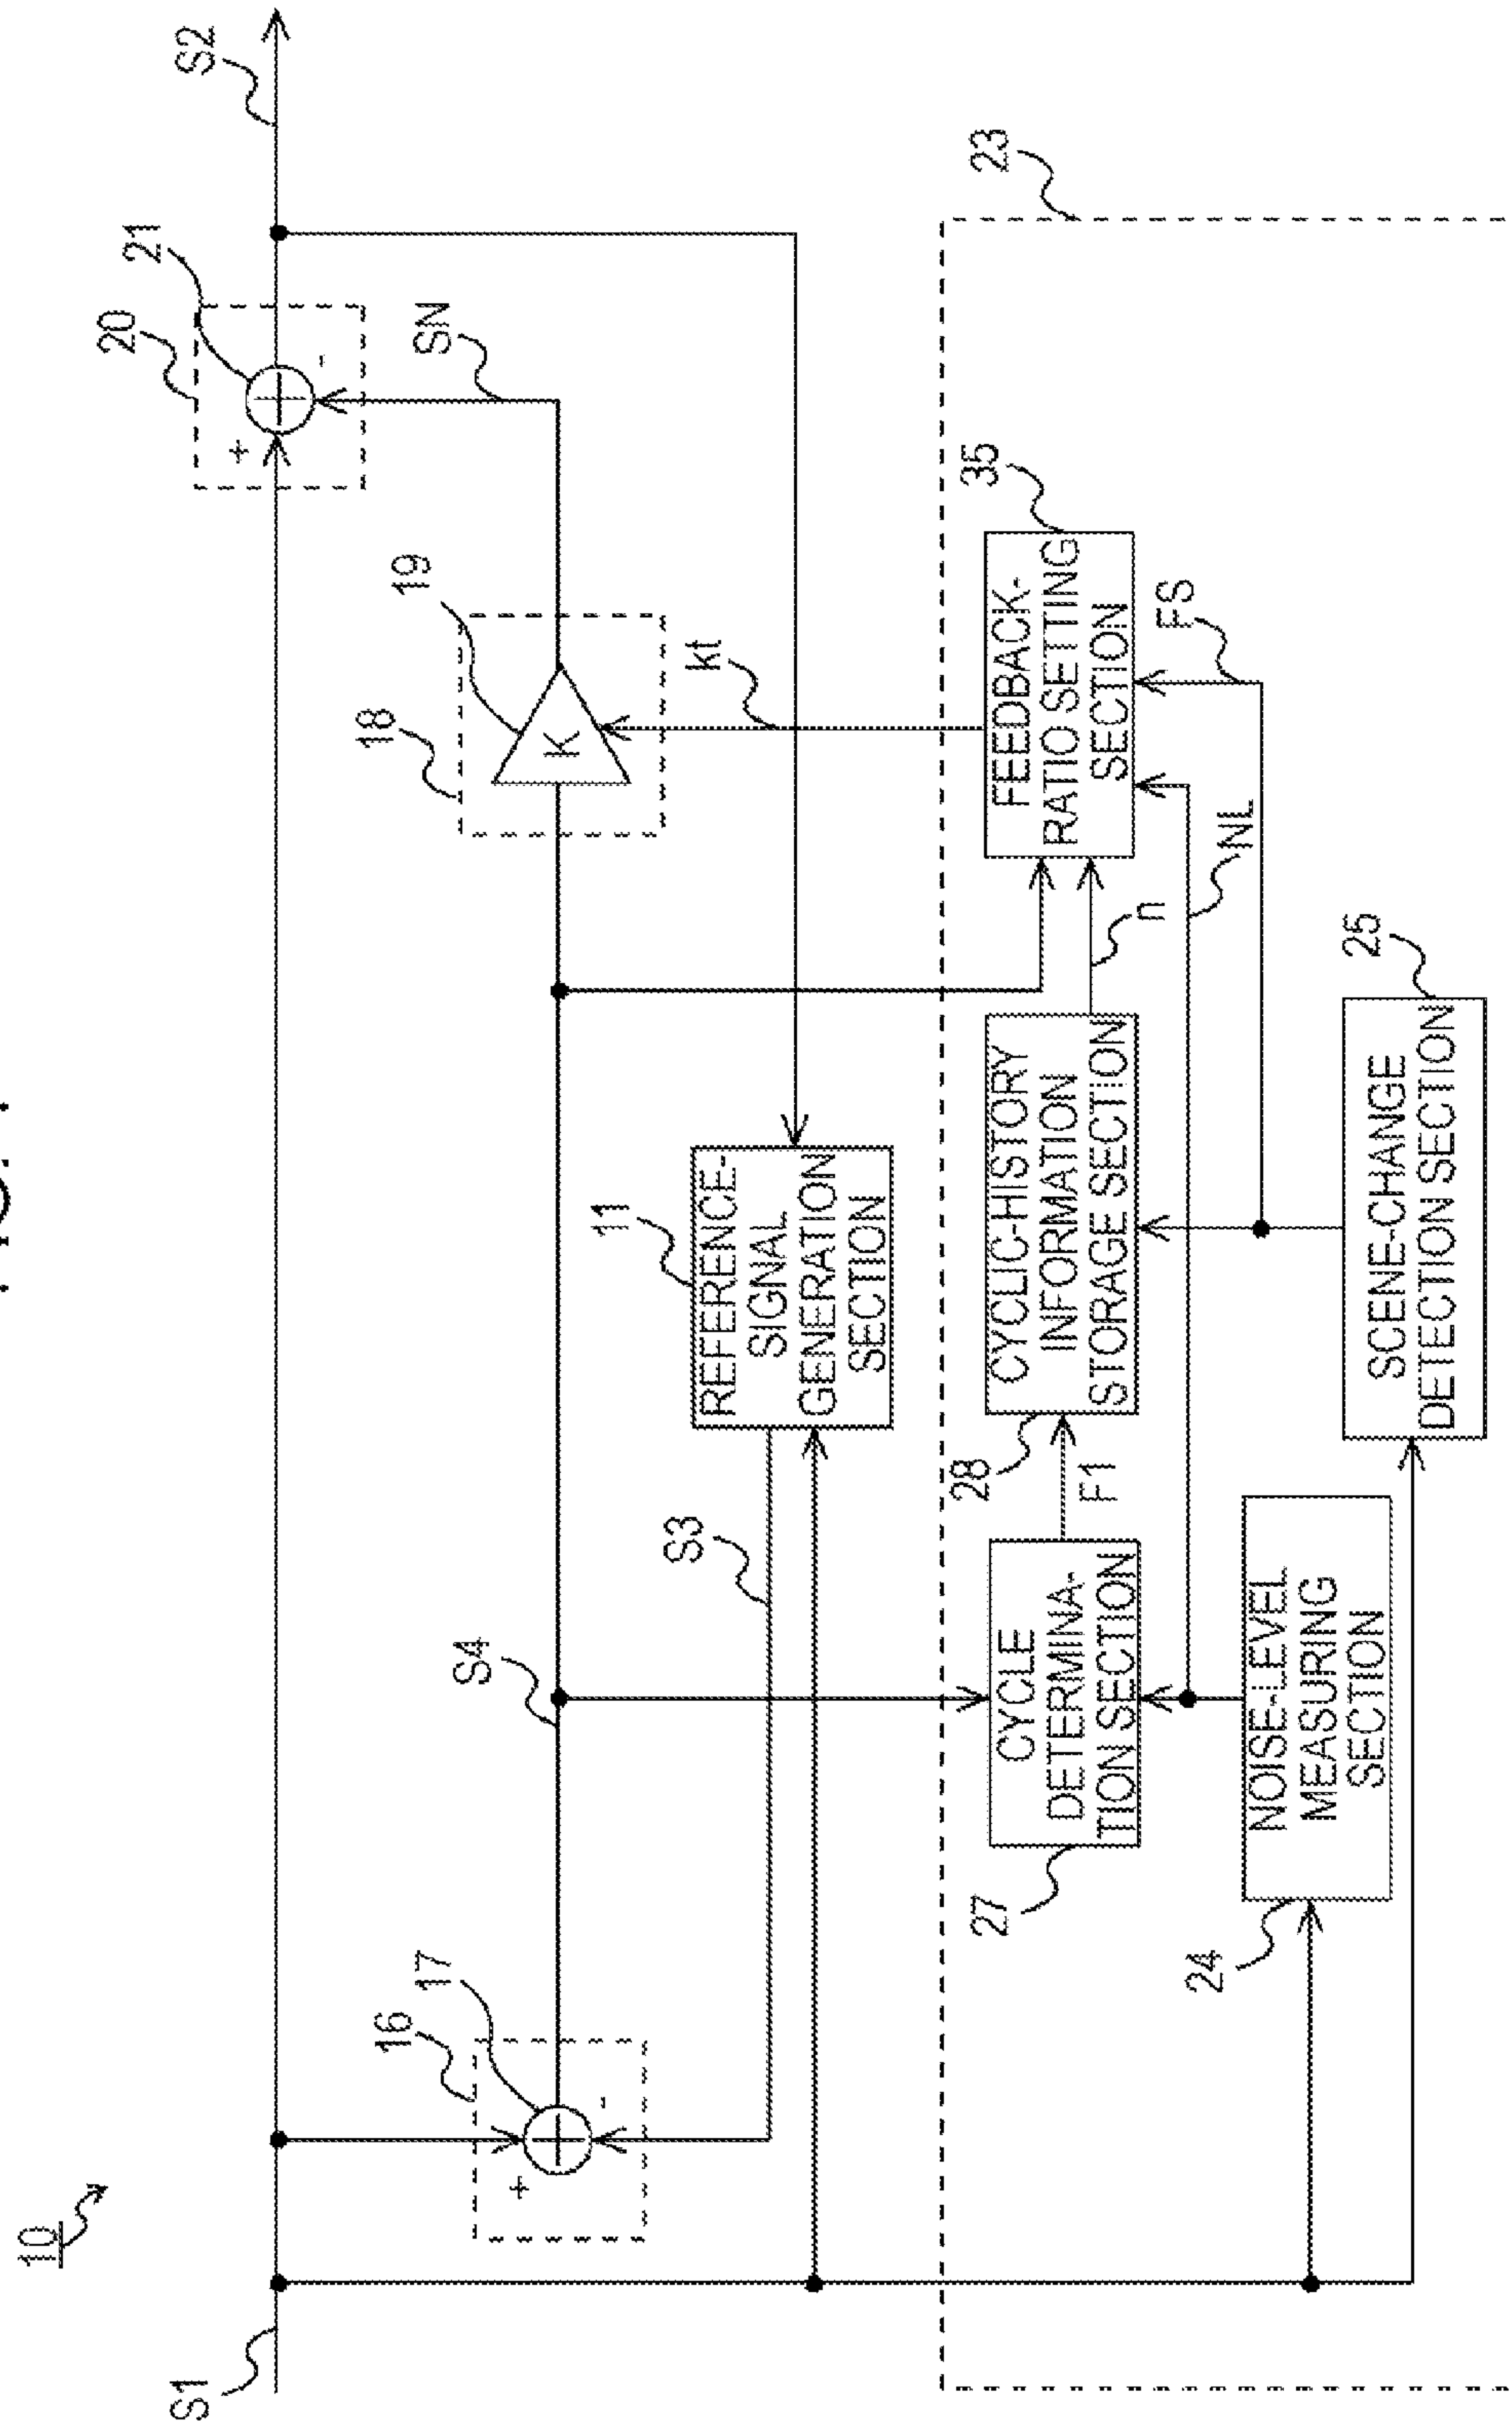 10
S1
S2
16
17
+
-
S4
18
19
K
20
21
+
-
SN
S3
11
REFERENCE-
SIGNAL
GENERATION
SECTION
kt
23
27
CYCLE
DETERMINA-
TION SECTION
F1
28
CYCLIC-HISTORY
INFORMATION
STORAGE SECTION
n
35
FEEDBACK-
RATIO SETTING
SECTION
NL
FS
24
NOISE-LEVEL
MEASURING
SECTION
25
SCENE-CHANGE
DETECTION SECTION